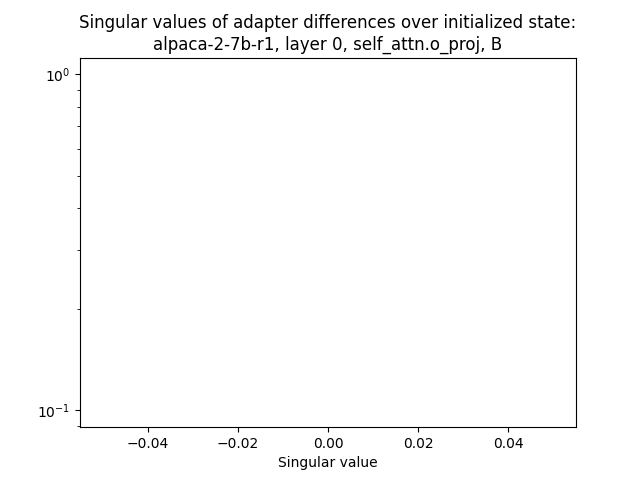 Singular values of adapter differences over initialized state:
alpaca-2-7b-r1, layer 0, self_attn.o_proj, B
10⁰
10⁻¹
−0.04 −0.02 0.00 0.02 0.04
Singular value